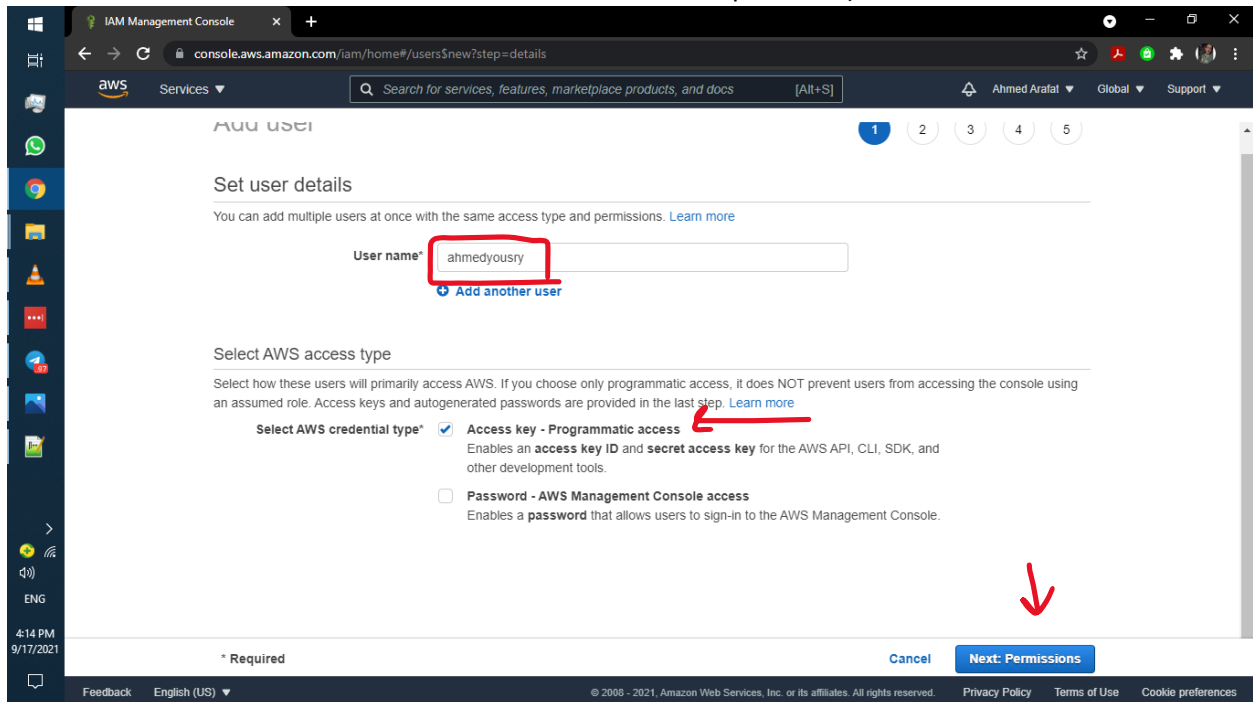 IAM Management Console
console.aws.amazon.com/iam/home#/users$new?step=details
aws
Services ▼
Search for services, features, marketplace products, and docs [Alt+S]
Ahmed Arafat ▼
Global ▼
Support ▼
Add user
1 2 3 4 5
Set user details
You can add multiple users at once with the same access type and permissions. Learn more
User name* ahmedyousry
Add another user
Select AWS access type
Select how these users will primarily access AWS. If you choose only programmatic access, it does NOT prevent users from accessing the console using
an assumed role. Access keys and autogenerated passwords are provided in the last step. Learn more
Select AWS credential type* Access key - Programmatic access
Enables an access key ID and secret access key for the AWS API, CLI, SDK, and
other development tools.
Password - AWS Management Console access
Enables a password that allows users to sign-in to the AWS Management Console.
97
ENG
4:14 PM
9/17/2021
* Required
Cancel
Next: Permissions
Feedback
English (US) ▼
© 2008 - 2021, Amazon Web Services, Inc. or its affiliates. All rights reserved.
Privacy Policy
Terms of Use
Cookie preferences